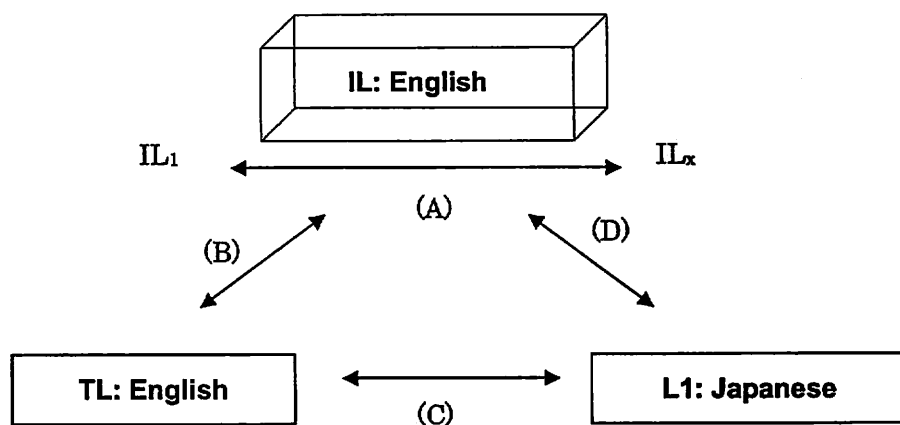 IL: English
IL₁ ILₓ
(A)
(B) (D)
TL: English L1: Japanese
(C)